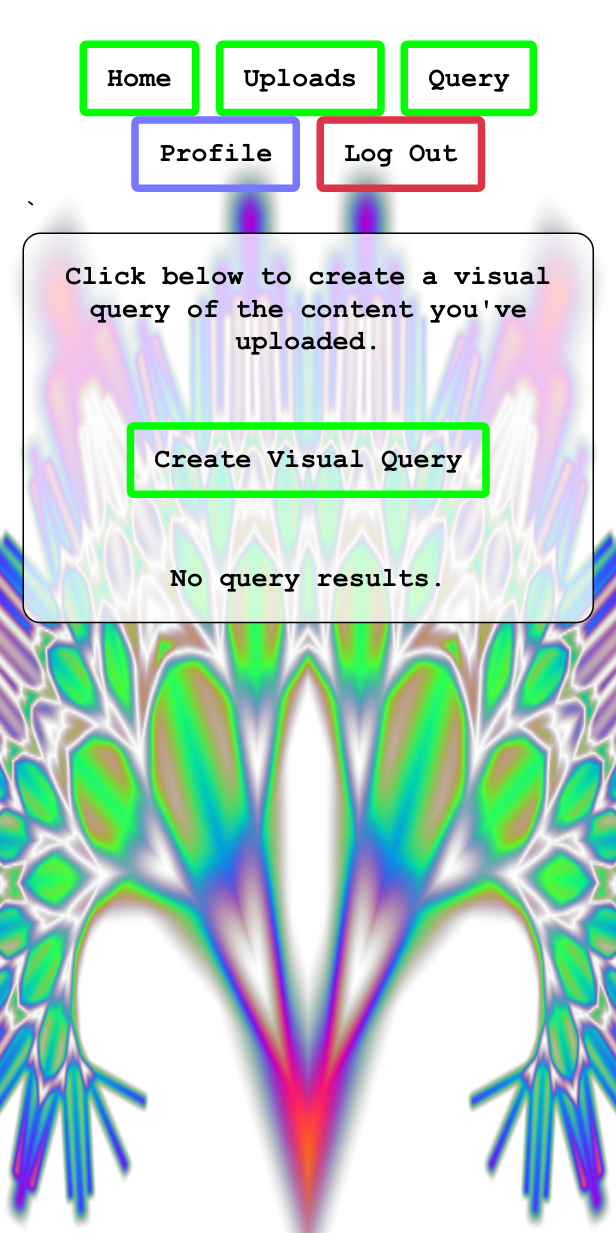 Home Uploads Query
Profile Log Out
`
Click below to create a visual
query of the content you've
uploaded.
Create Visual Query
No query results.